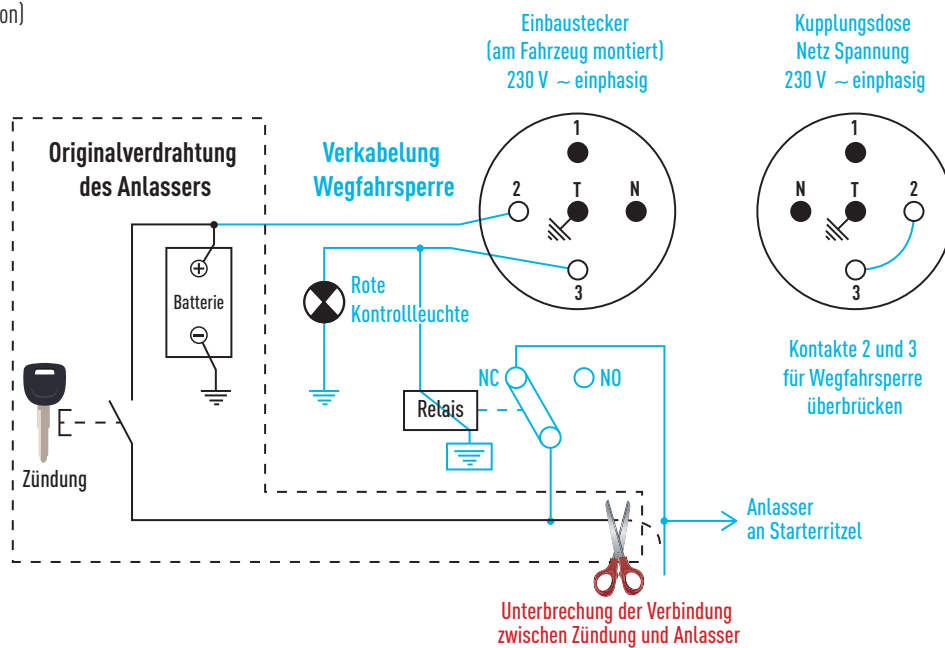 on)
Einbaustecker
(am Fahrzeug montiert)
230 V ~ einphasig
Kupplungsdose
Netz Spannung
230 V ~ einphasig
Originalverdrahtung
des Anlassers
Verkabelung
Wegfahrsperre
1
2
T
N
3
1
N
T
2
3
+
Batterie
−
Rote
Kontrollleuchte
Kontakte 2 und 3
für Wegfahrsperre
überbrücken
NC
NO
Relais
Zündung
Anlasser
an Starterritzel
Unterbrechung der Verbindung
zwischen Zündung und Anlasser